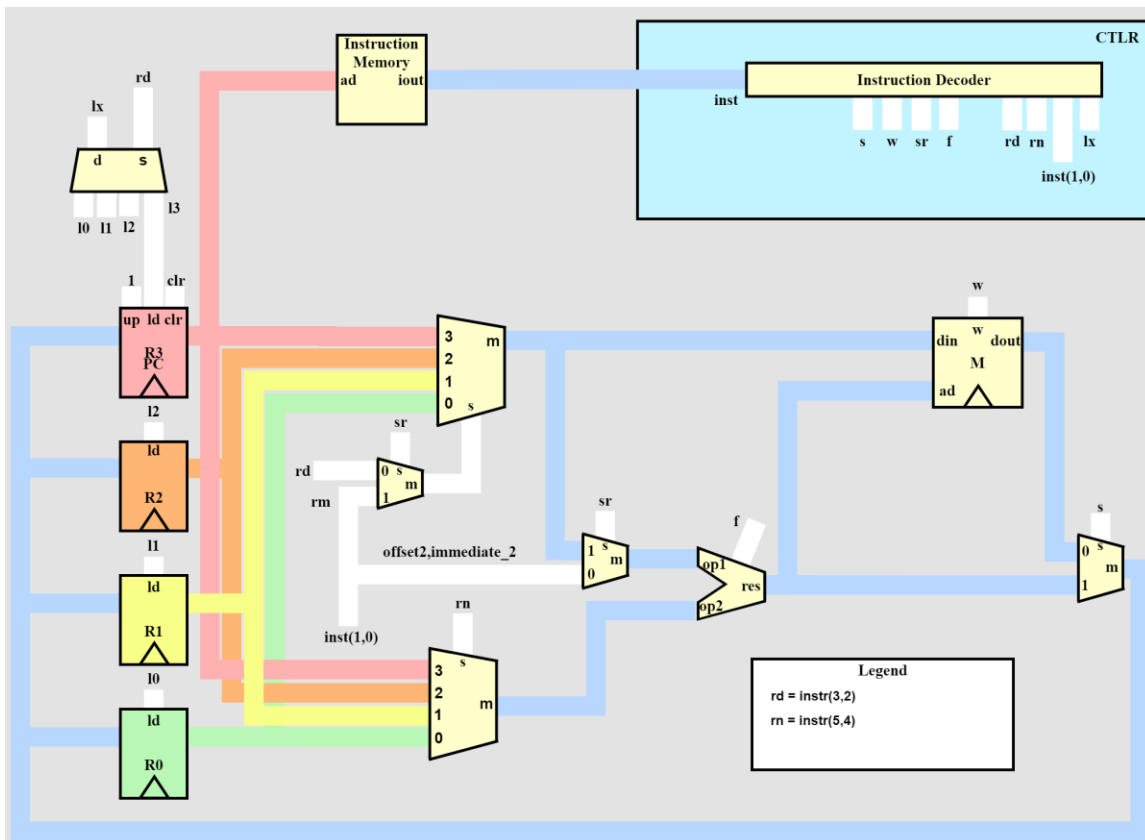 CTLR
Instruction
Memory
ad iout
inst
Instruction Decoder
s w sr f rd rn lx
inst(1,0)
rd
lx
d s
l0 l1 l2 l3
1 clr
up ld clr
R3
PC
l2
ld
R2
l1
ld
R1
l0
ld
R0
3
2
1
0
m
s
sr
rd
rm
0 s
1 m
offset2,immediate_2
inst(1,0)
rn
s
3
2
1
0
m
sr
1 s
0 m
f
op1
op2
res
w
w
din dout
M
ad
s
0 s
1 m
Legend
rd = instr(3,2)
rn = instr(5,4)